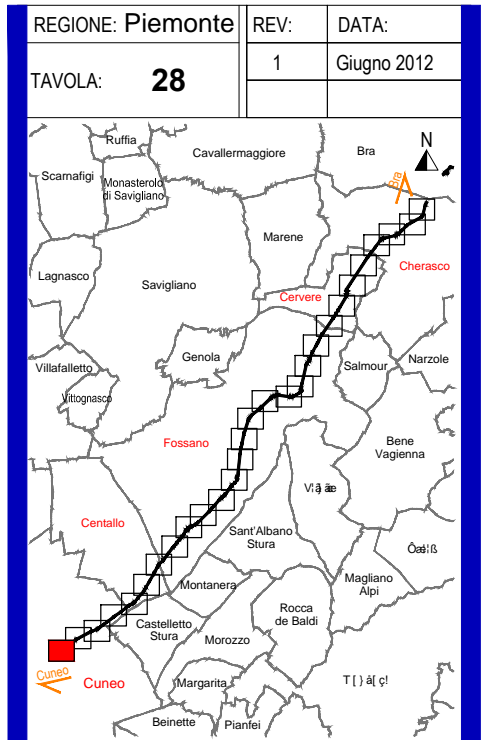 REGIONE: Piemonte
REV:
DATA:
TAVOLA: 28
1
Giugno 2012
Ruffia
Cavallermaggiore
Bra
N
Scarnafigi
Monasterolo
di Savigliano
Bra
Marene
Cherasco
Lagnasco
Savigliano
Cervere
Villafalletto
Genola
Salmour
Narzole
Vittognasco
Fossano
Bene
Vagienna
Centallo
Sant'Albano
Stura
Montanera
Magliano
Alpi
Castelletto
Stura
Rocca
de Baldi
Morozzo
Cuneo
Cuneo
Margarita
Beinette
Pianfei